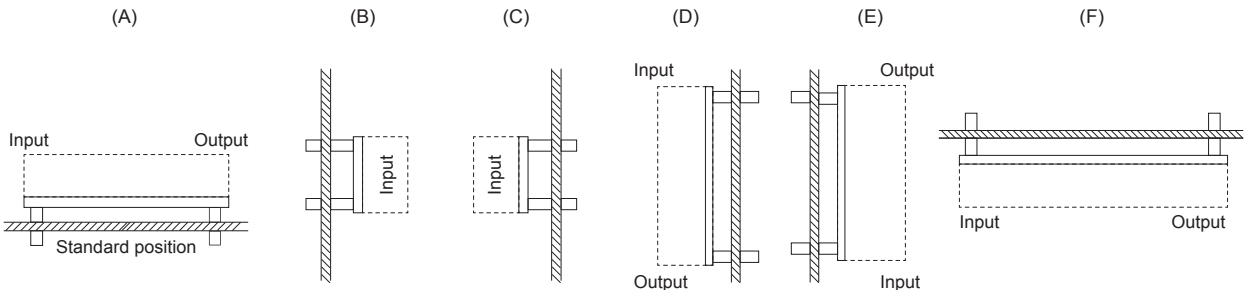 (A)
(B)
(C)
(D)
(E)
(F)
Input
Output
Standard position
Input
Input
Input
Output
Output
Input
Input
Output